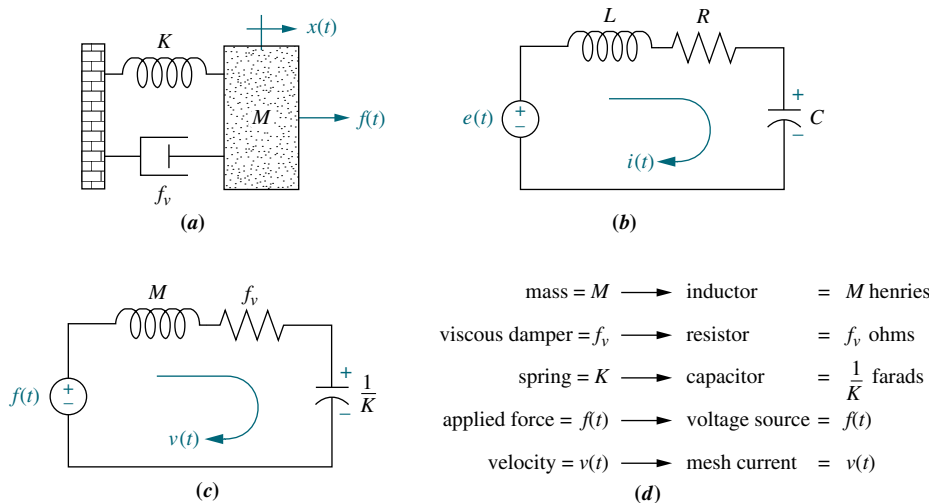 x(t)
K
M
f(t)
f_v
(a)
L
R
e(t)
+
−
+
−
C
i(t)
(b)
M
f_v
f(t)
+
−
+
−
1/K
v(t)
(c)
mass = M → inductor = M henries
viscous damper = f_v → resistor = f_v ohms
spring = K → capacitor = 1/K farads
applied force = f(t) → voltage source = f(t)
velocity = v(t) → mesh current = v(t)
(d)